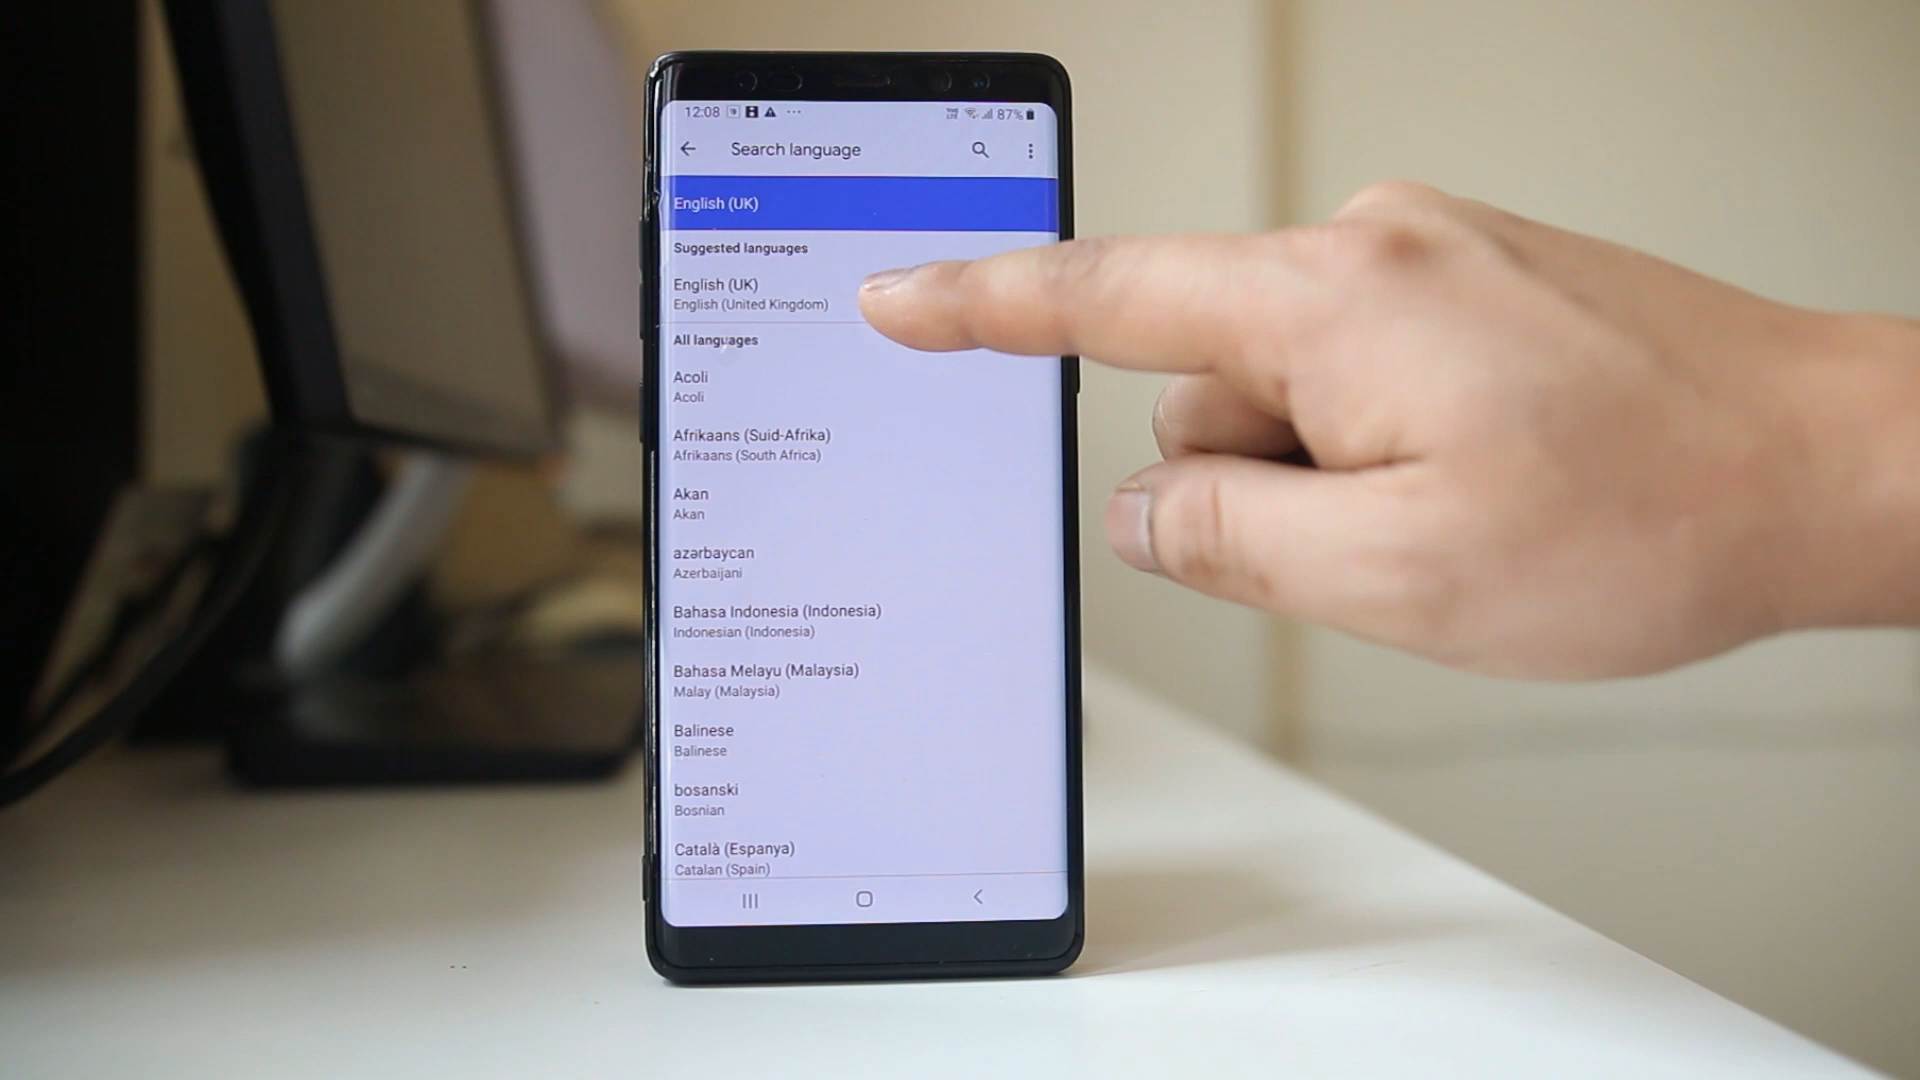 12:08 87%
Search language
English (UK)
Suggested languages
English (UK)
English (United Kingdom)
All languages
Acoli
Acoli
Afrikaans (Suid-Afrika)
Afrikaans (South Africa)
Akan
Akan
azərbaycan
Azerbaijani
Bahasa Indonesia (Indonesia)
Indonesian (Indonesia)
Bahasa Melayu (Malaysia)
Malay (Malaysia)
Balinese
Balinese
bosanski
Bosnian
Català (Espanya)
Catalan (Spain)